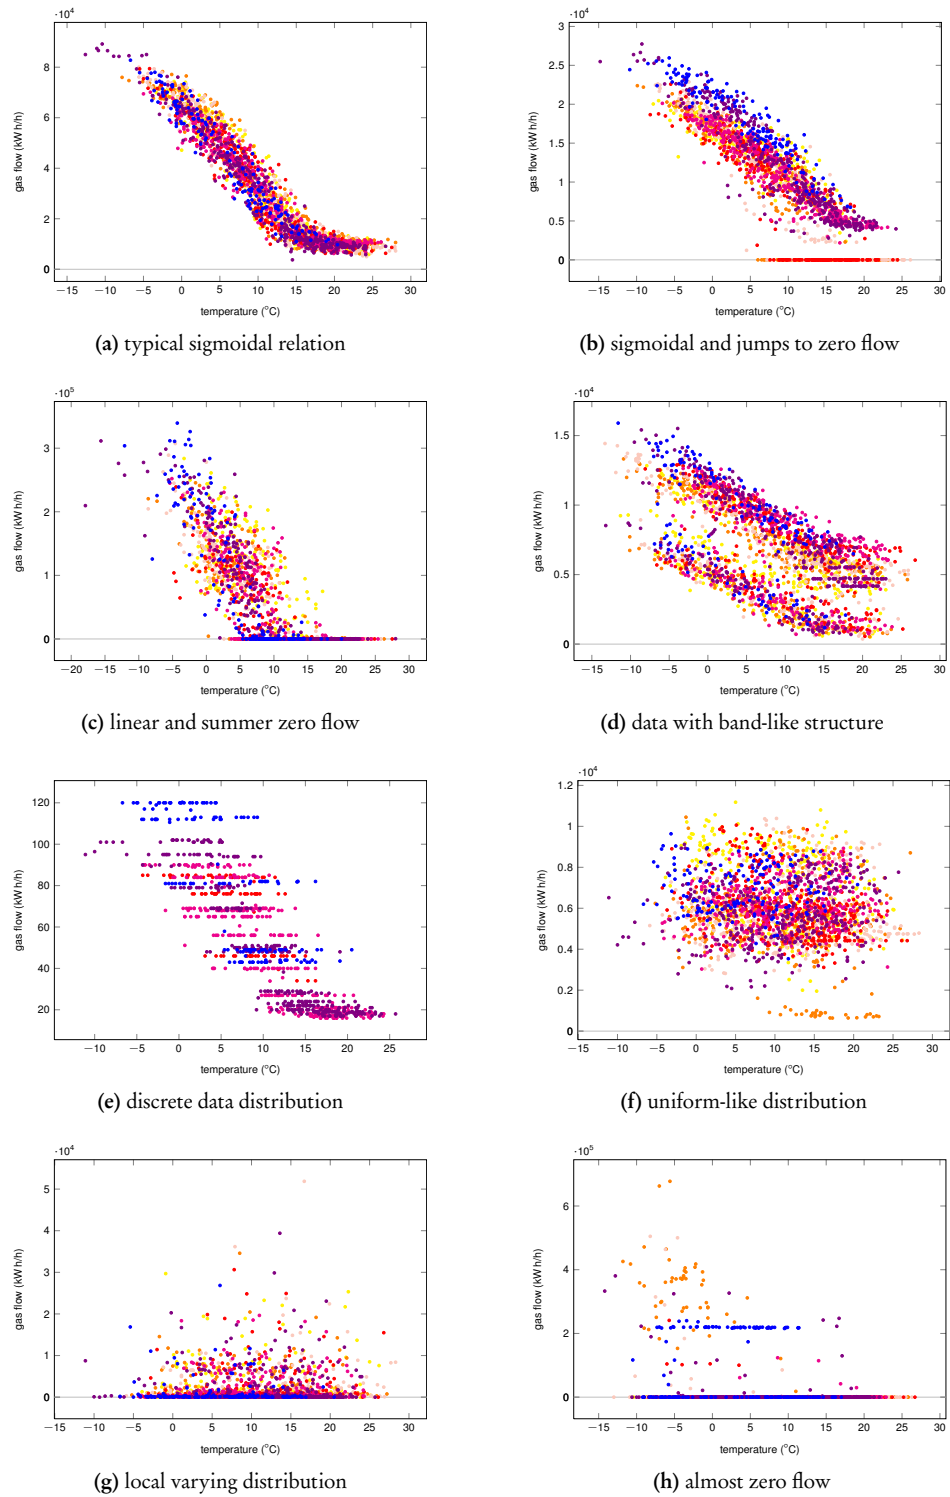 ·10⁴
8
6
4
2
0
gas flow (kW h/h)
−15 −10 −5 0 5 10 15 20 25 30
temperature (°C)
(a) typical sigmoidal relation
·10⁴
3
2.5
2
1.5
1
0.5
0
gas flow (kW h/h)
−15 −10 −5 0 5 10 15 20 25 30
temperature (°C)
(b) sigmoidal and jumps to zero flow
·10⁵
3
2
1
0
gas flow (kW h/h)
−20 −15 −10 −5 0 5 10 15 20 25 30
temperature (°C)
(c) linear and summer zero flow
·10⁴
1.5
1
0.5
0
gas flow (kW h/h)
−15 −10 −5 0 5 10 15 20 25 30
temperature (°C)
(d) data with band-like structure
120
100
80
60
40
20
gas flow (kW h/h)
−10 −5 0 5 10 15 20 25
temperature (°C)
(e) discrete data distribution
·10⁴
1.2
1
0.8
0.6
0.4
0.2
0
gas flow (kW h/h)
−15 −10 −5 0 5 10 15 20 25 30
temperature (°C)
(f) uniform-like distribution
·10⁴
5
4
3
2
1
0
gas flow (kW h/h)
−15 −10 −5 0 5 10 15 20 25 30
temperature (°C)
(g) local varying distribution
·10⁵
6
4
2
0
gas flow (kW h/h)
−15 −10 −5 0 5 10 15 20 25 30
temperature (°C)
(h) almost zero flow